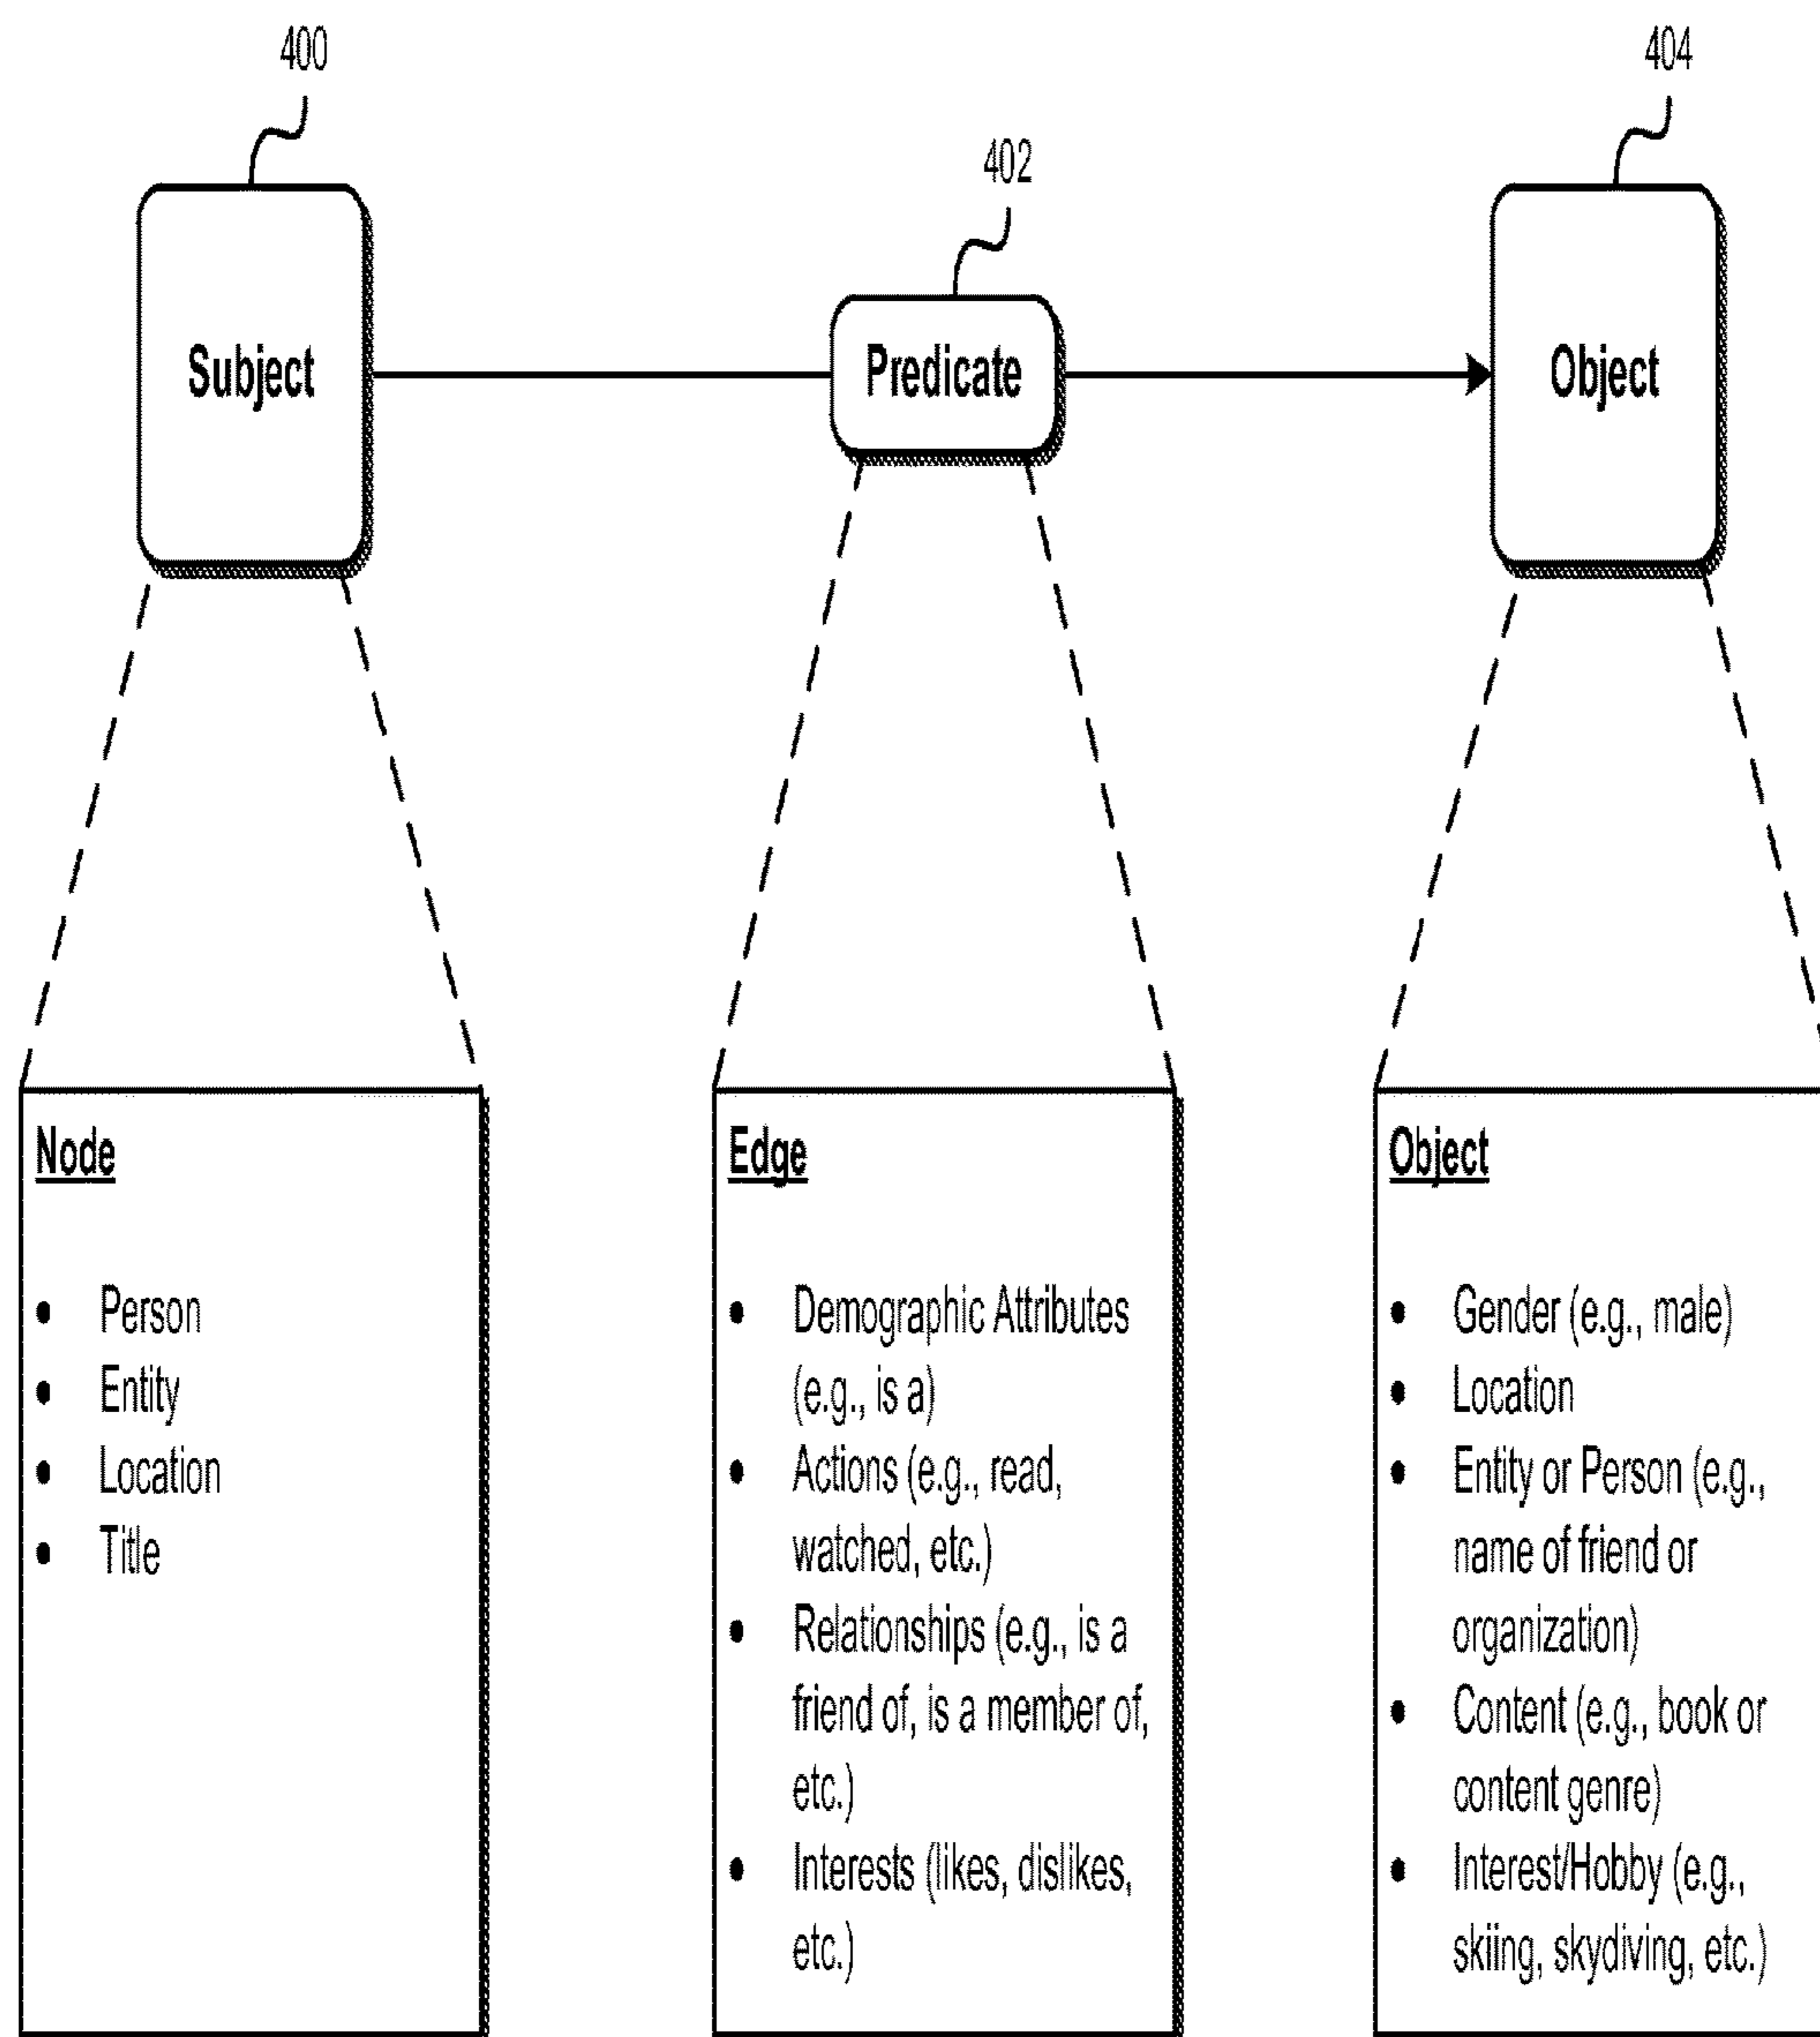 400
402
404
Subject
Predicate
Object
Node
• Person
• Entity
• Location
• Title
Edge
• Demographic Attributes
(e.g., is a)
• Actions (e.g., read,
watched, etc.)
• Relationships (e.g., is a
friend of, is a member of,
etc.)
• Interests (likes, dislikes,
etc.)
Object
• Gender (e.g., male)
• Location
• Entity or Person (e.g.,
name of friend or
organization)
• Content (e.g., book or
content genre)
• Interest/Hobby (e.g.,
skiing, skydiving, etc.)